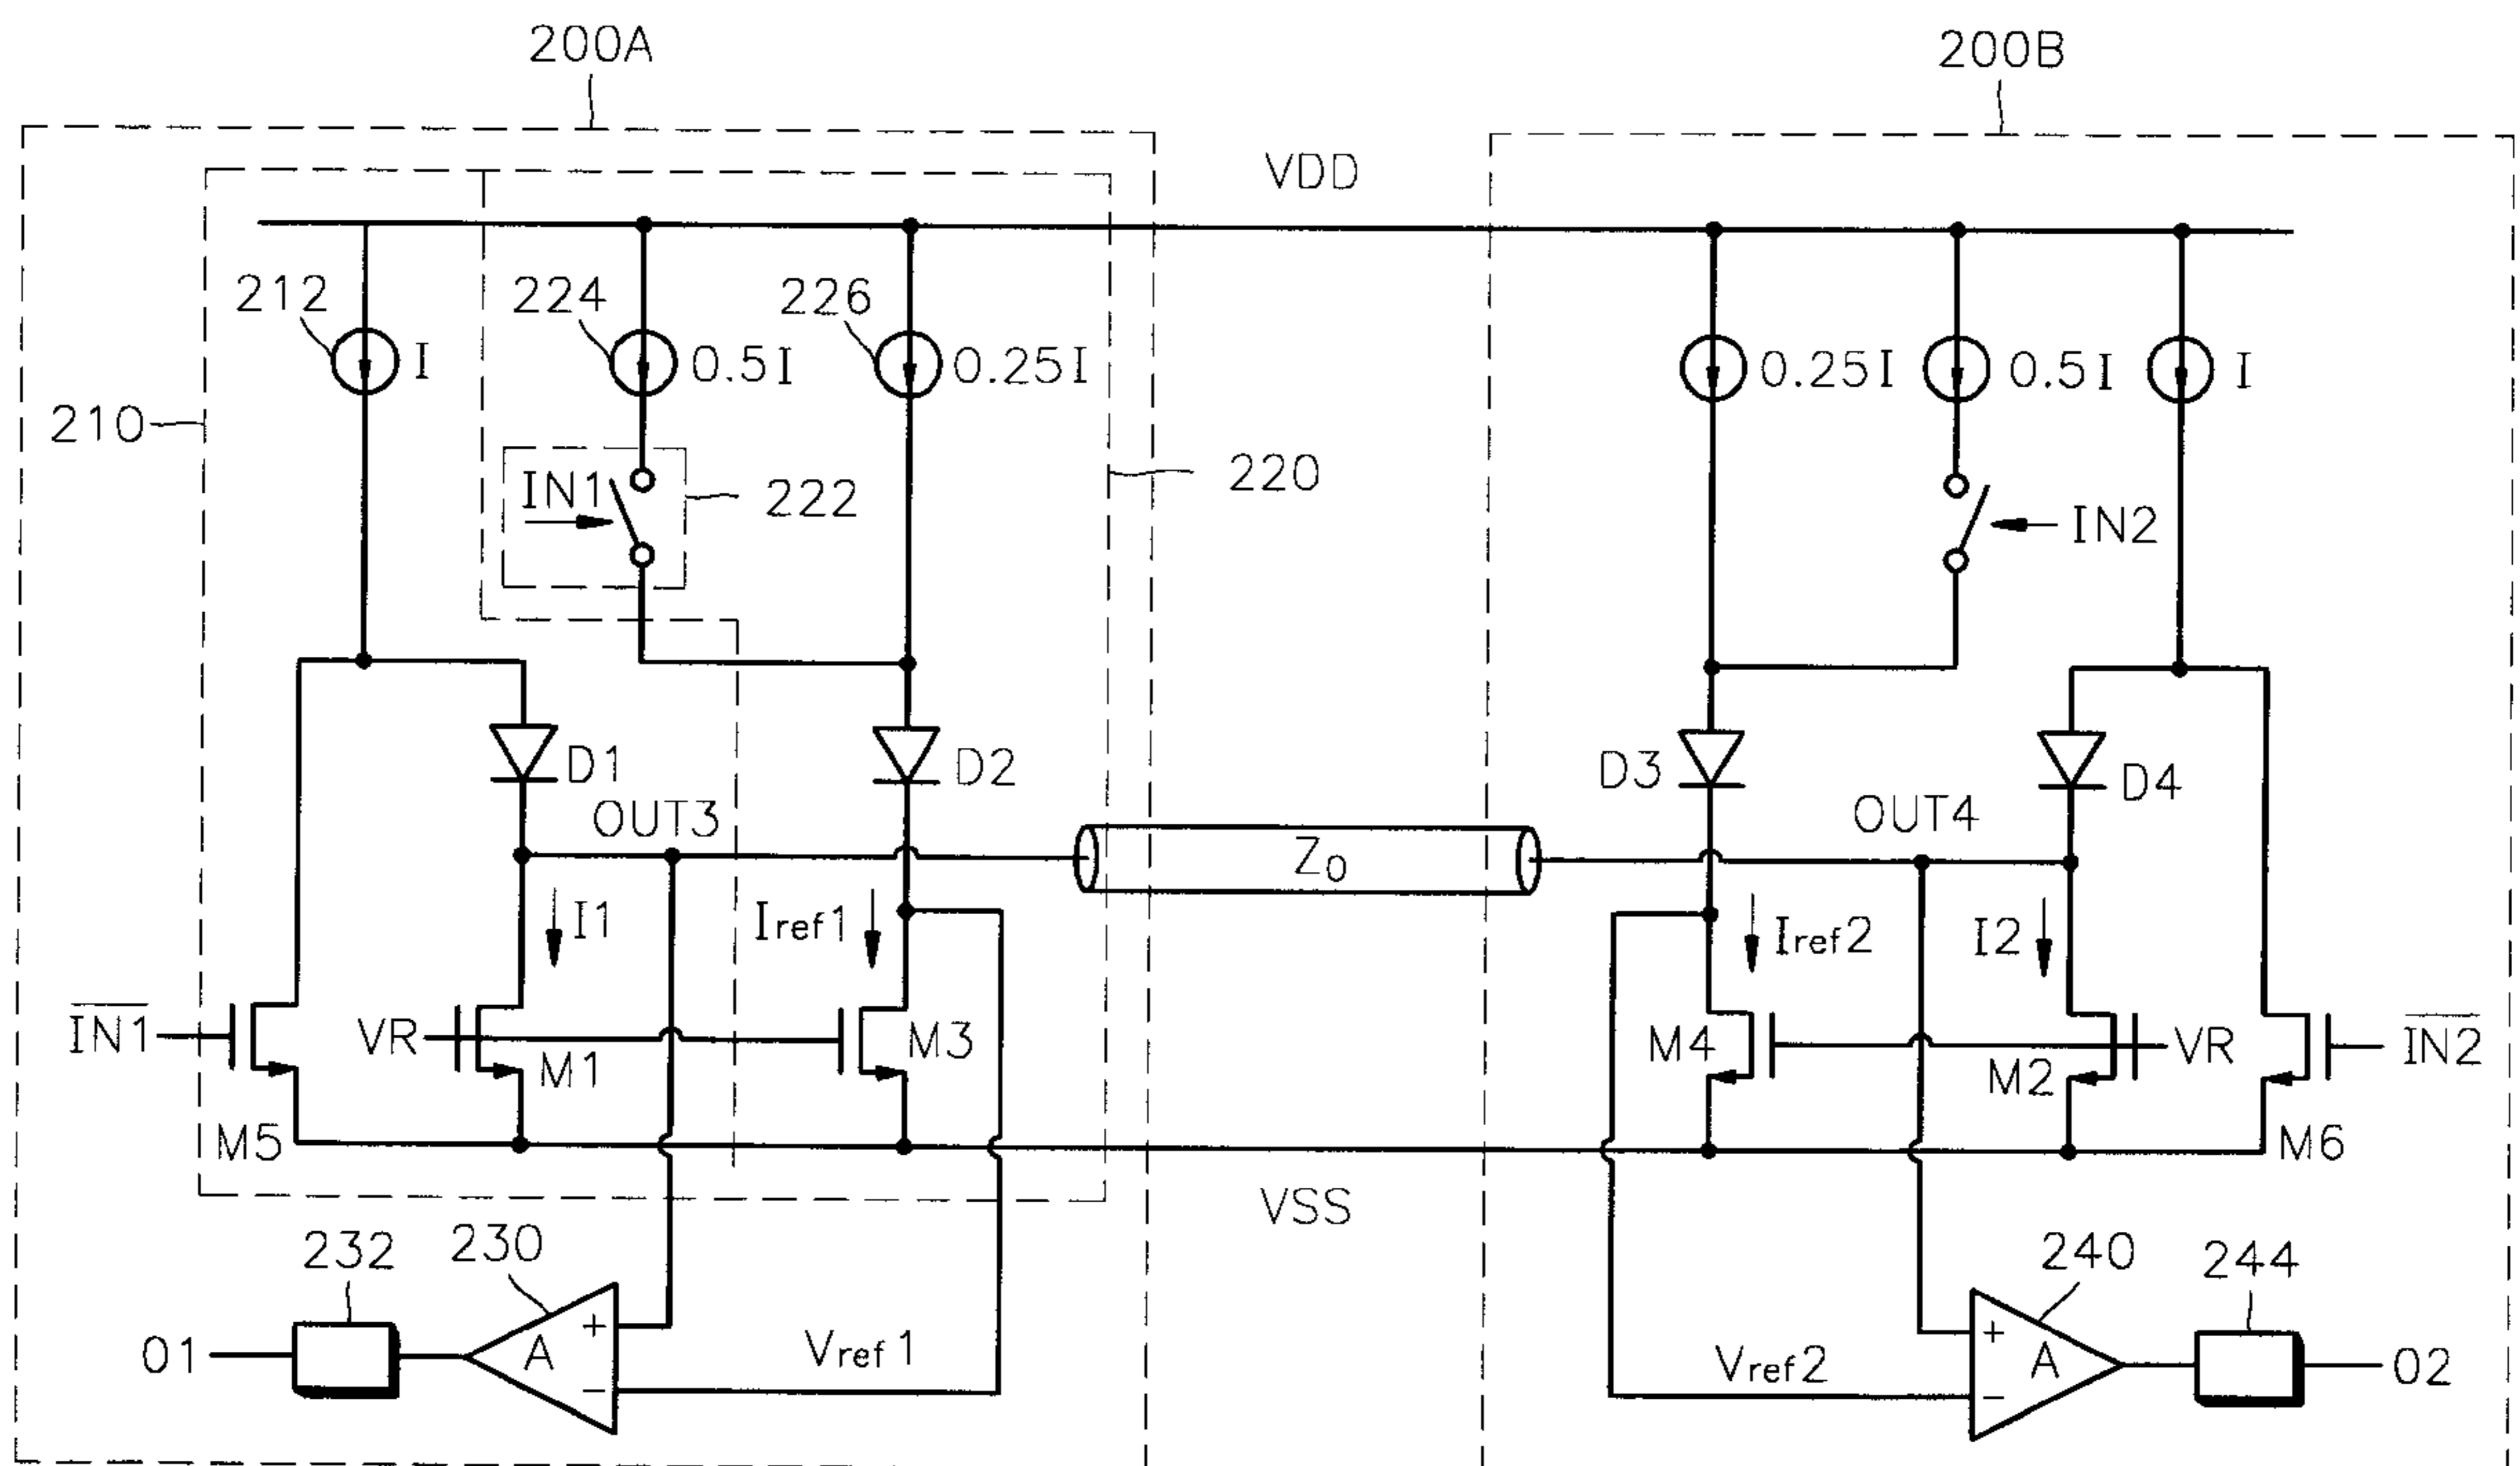 200A
200B
VDD
212
I
224
0.5I
226
0.25I
0.25I
0.5I
I
210
220
IN1
222
IN2
D1
D2
D3
D4
OUT3
OUT4
Z0
I1
Iref1
Iref2
I2
IN1
VR
M1
M3
M4
M2
VR
IN2
M5
M6
VSS
232
230
240
244
O1
A
+
−
Vref1
Vref2
+
−
A
O2